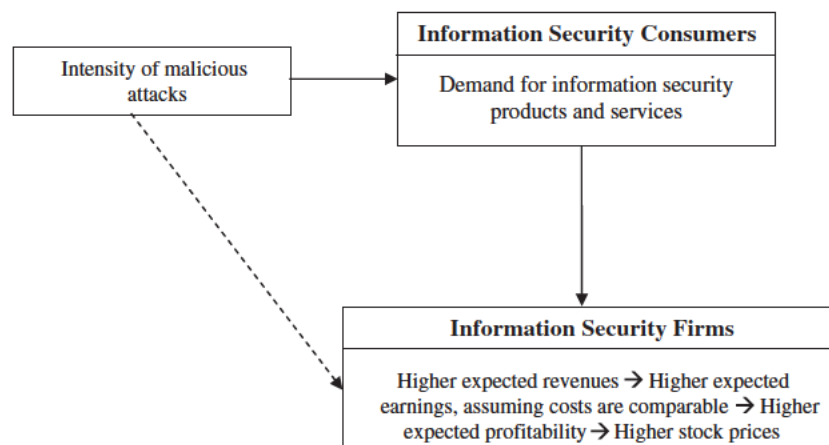 Information Security Consumers
Intensity of malicious
attacks
Demand for information security
products and services
Information Security Firms
Higher expected revenues → Higher expected
earnings, assuming costs are comparable → Higher
expected profitability → Higher stock prices